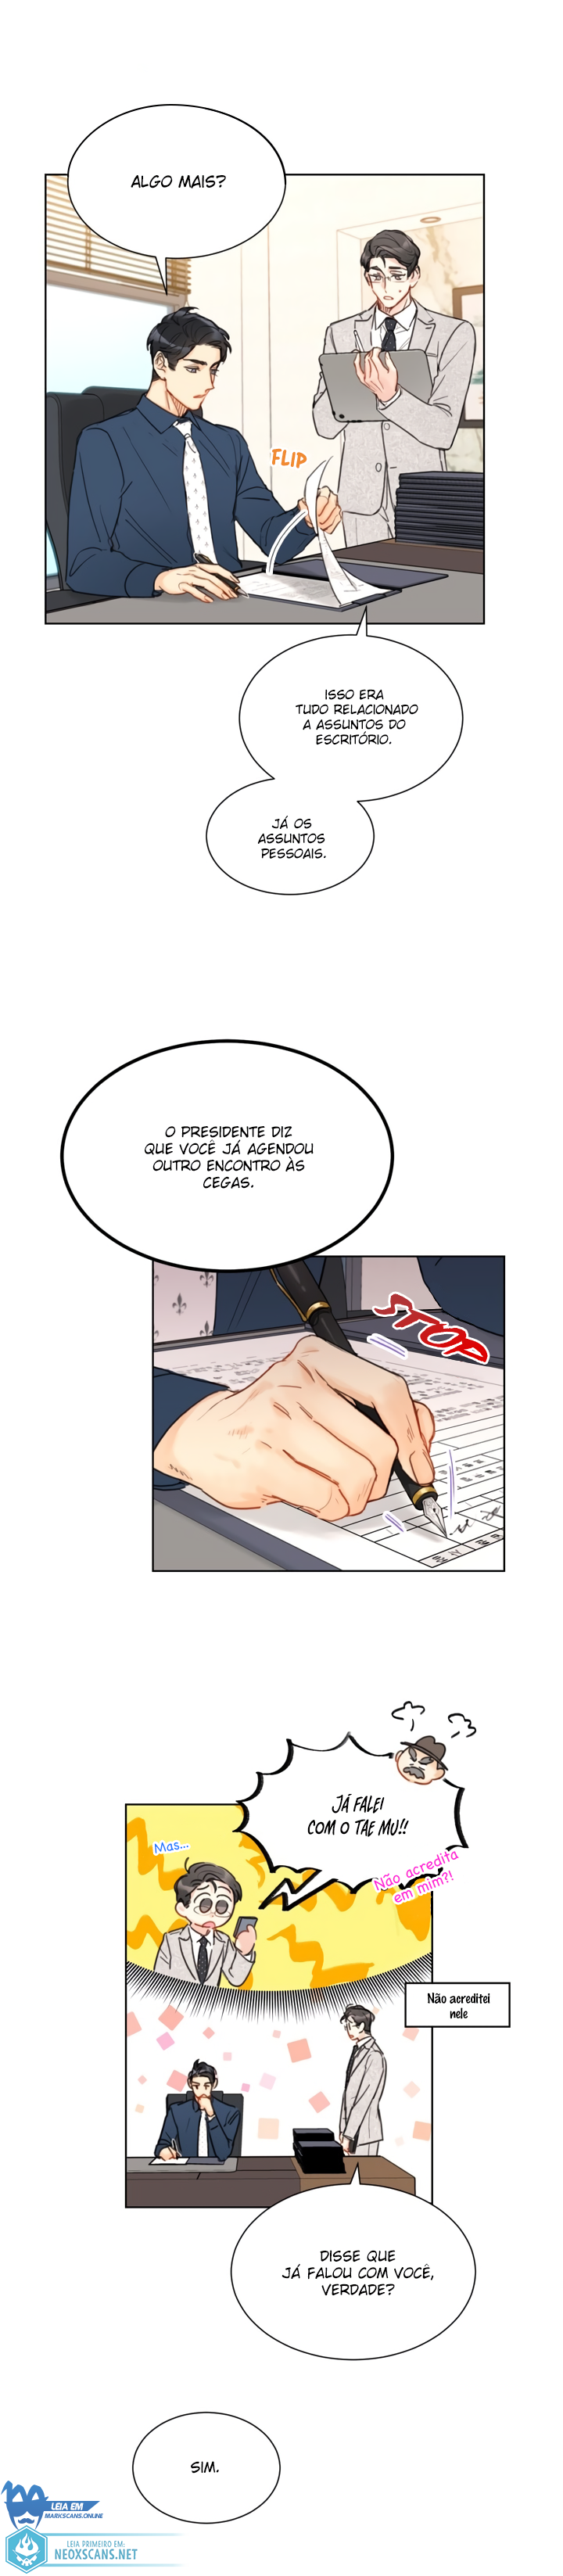 ALGO MAIS?
FLIP
ISSO ERA
TUDO RELACIONADO
A ASSUNTOS DO
ESCRITÓRIO.
JÁ OS
ASSUNTOS
PESSOAIS.
O PRESIDENTE DIZ
QUE VOCÊ JÁ AGENDOU
OUTRO ENCONTRO ÀS
CEGAS.
STOP
JÁ FALEI
COM O TAE MU!!
Mas...
Não acredita
em mim?!
Não acreditei
nele
DISSE QUE
JÁ FALOU COM VOCÊ,
VERDADE?
SIM.
LEIA EM
MARKSCANS.ONLINE
LEIA PRIMEIRO EM:
NEOXSCANS.NET